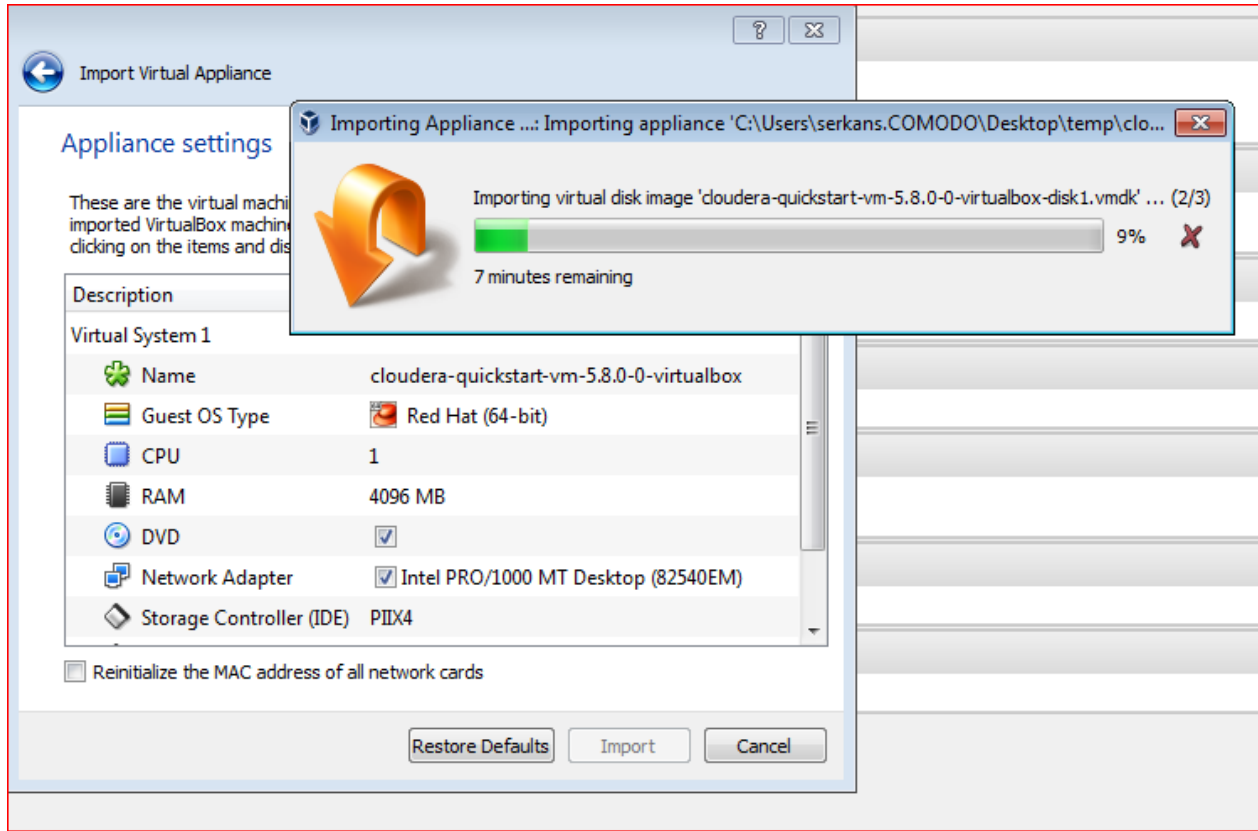 Import Virtual Appliance
Importing Appliance ...: Importing appliance 'C:\Users\serkans.COMODO\Desktop\temp\clo...
Importing virtual disk image 'cloudera-quickstart-vm-5.8.0-0-virtualbox-disk1.vmdk' ... (2/3)
9%
7 minutes remaining
Appliance settings
These are the virtual machi
imported VirtualBox machin
clicking on the items and dis
Description
Virtual System 1
Name cloudera-quickstart-vm-5.8.0-0-virtualbox
Guest OS Type Red Hat (64-bit)
CPU 1
RAM 4096 MB
DVD
Network Adapter Intel PRO/1000 MT Desktop (82540EM)
Storage Controller (IDE) PIIX4
Reinitialize the MAC address of all network cards
Restore Defaults Import Cancel